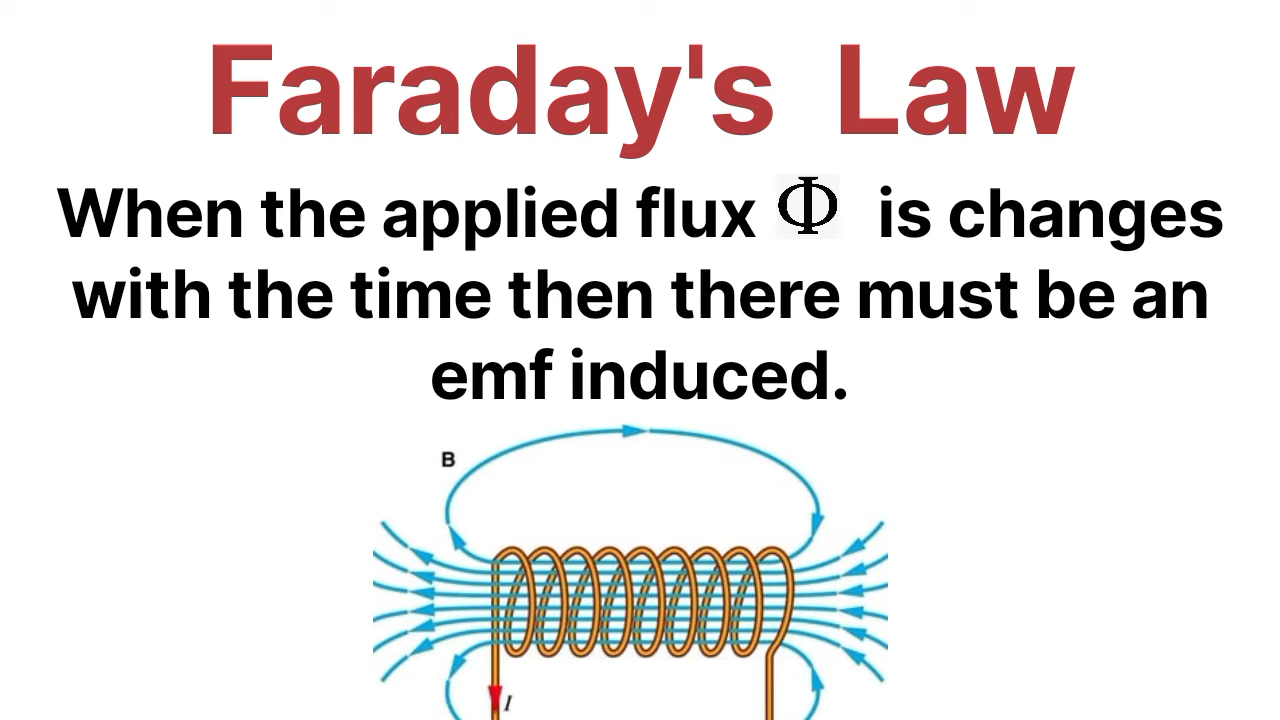 Faraday's Law
When the applied flux Φ is changes
with the time then there must be an
emf induced.
B
I